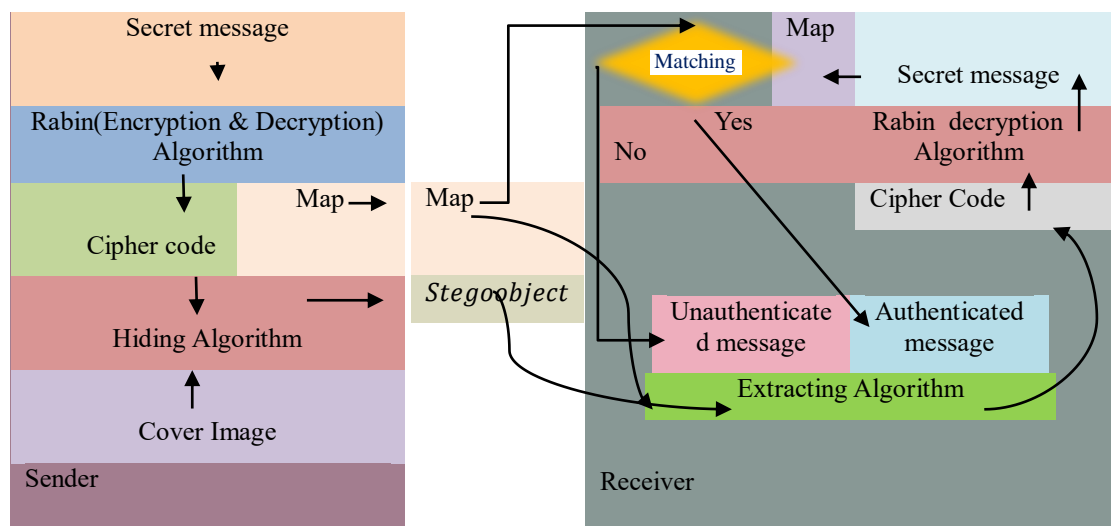 Secret message
Rabin(Encryption & Decryption)
Algorithm
Map
Cipher code
Hiding Algorithm
Cover Image
Sender
Map
Stegoobject
Matching
Map
Secret message
Yes
No
Rabin decryption
Algorithm
Cipher Code
Unauthenticate
d message
Authenticated
message
Extracting Algorithm
Receiver